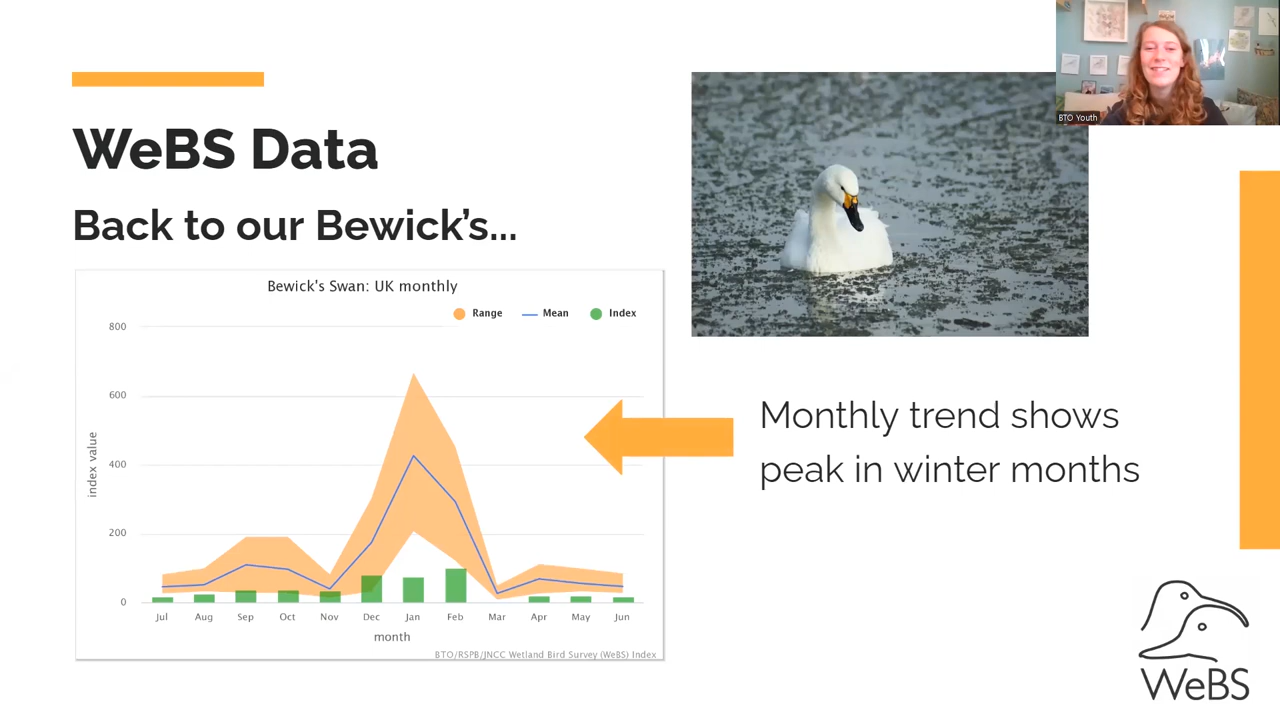 BTO Youth
WeBS Data
Back to our Bewick’s...
Bewick's Swan: UK monthly
Range Mean Index
800
600
400
200
0
index value
Jul Aug Sep Oct Nov Dec Jan Feb Mar Apr May Jun
month
BTO/RSPB/JNCC Wetland Bird Survey (WeBS) Index
Monthly trend shows
peak in winter months
WeBS